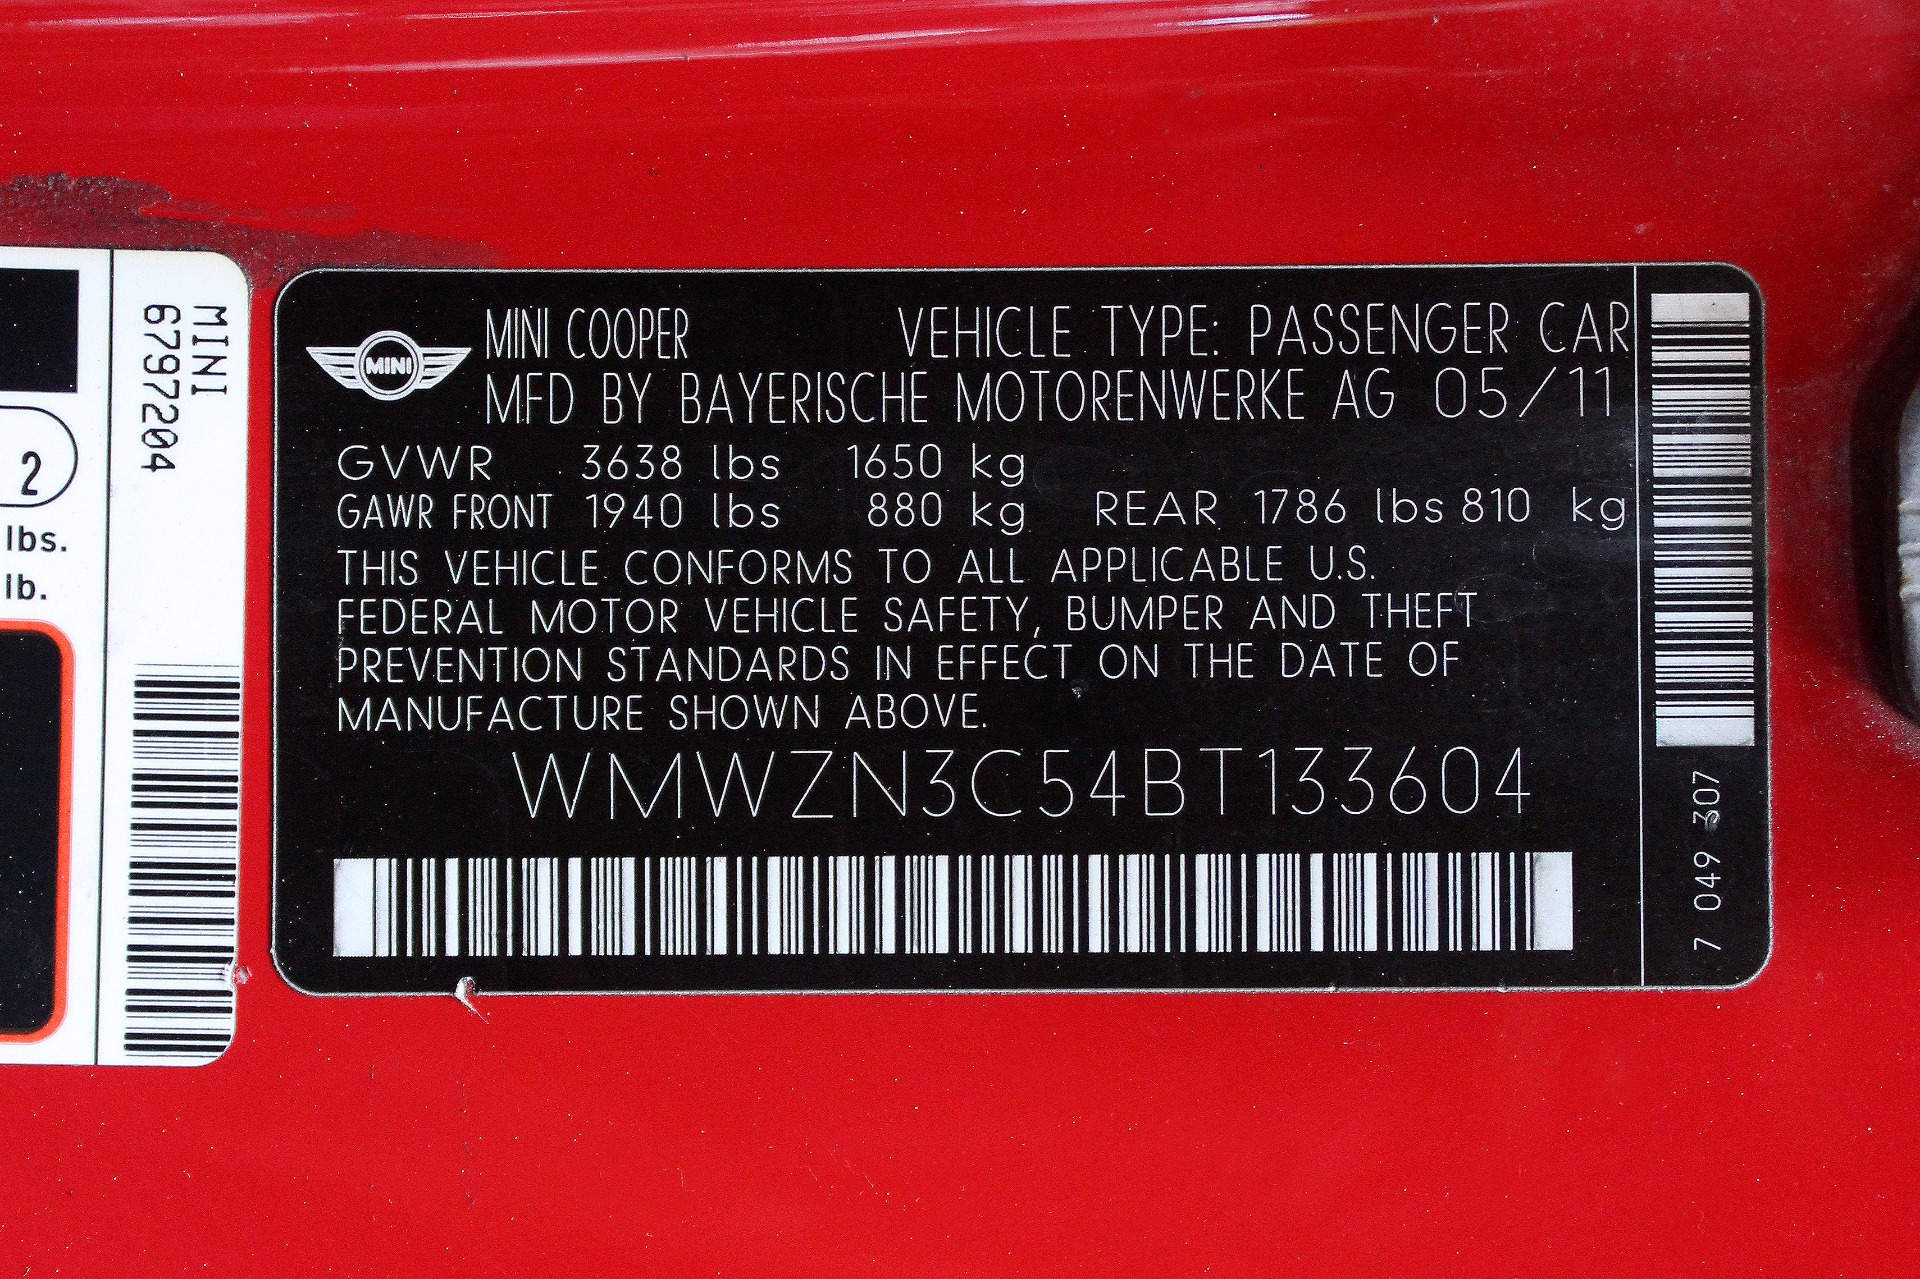 MINI
6797204
2
lbs.
lb.
MINI
MINI COOPER VEHICLE TYPE: PASSENGER CAR
MFD BY BAYERISCHE MOTORENWERKE AG 05/11
GVWR 3638 lbs 1650 kg
GAWR FRONT 1940 lbs 880 kg REAR 1786 lbs 810 kg
THIS VEHICLE CONFORMS TO ALL APPLICABLE U.S.
FEDERAL MOTOR VEHICLE SAFETY, BUMPER AND THEFT
PREVENTION STANDARDS IN EFFECT ON THE DATE OF
MANUFACTURE SHOWN ABOVE.
WMWZN3C54BT133604
7 049 307